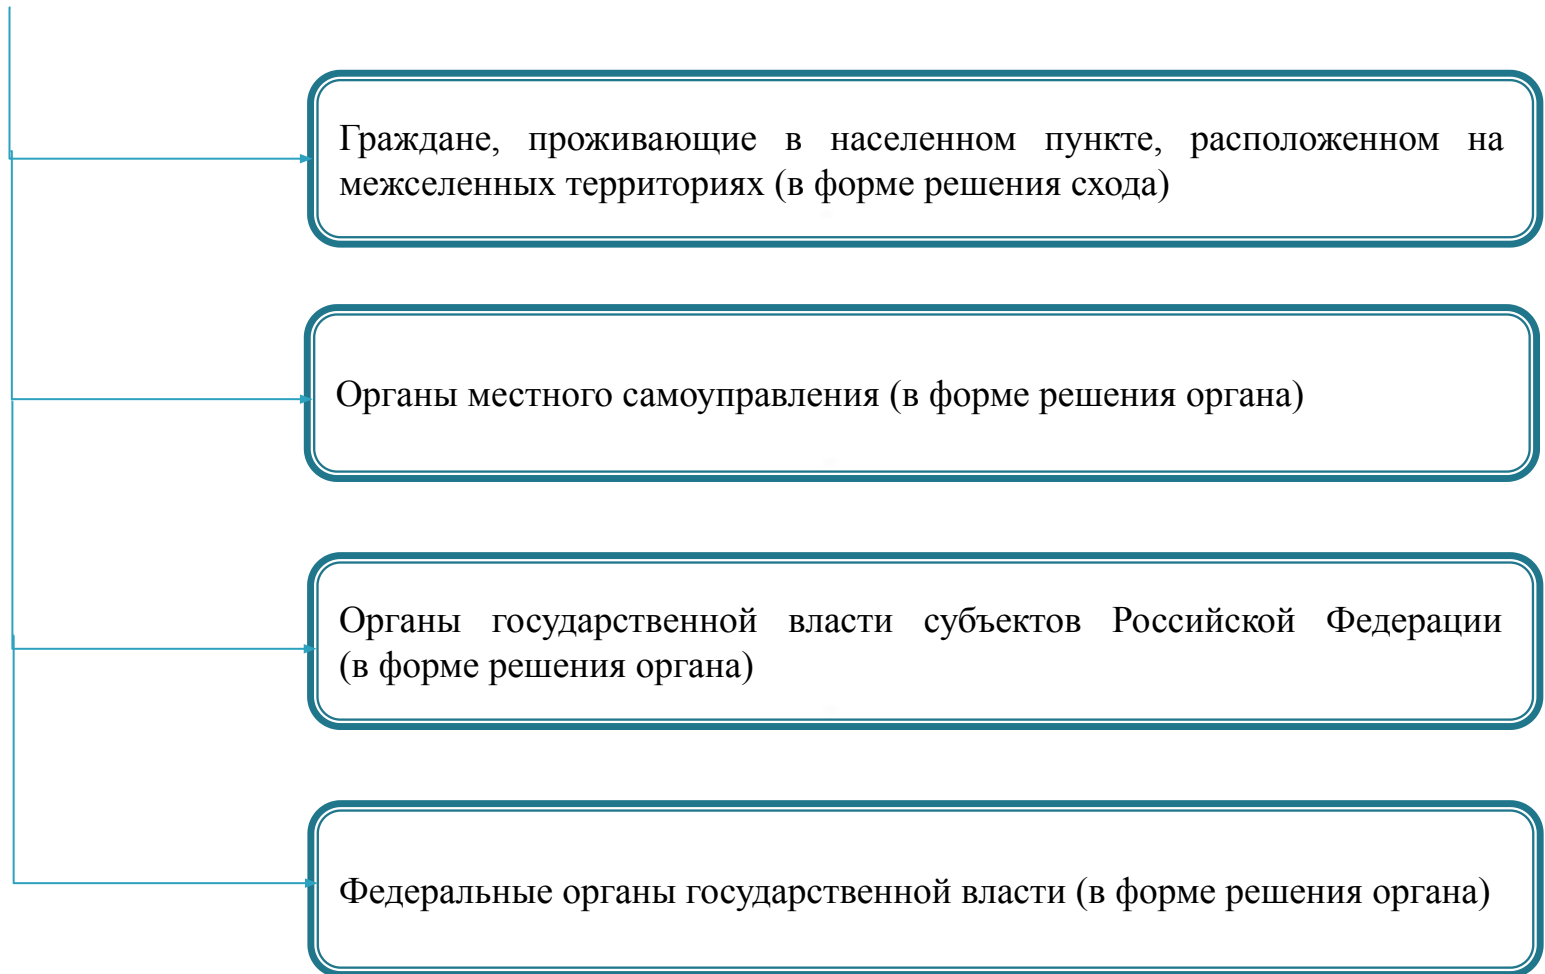 Граждане, проживающие в населенном пункте, расположенном на
межселенных территориях (в форме решения схода)
Органы местного самоуправления (в форме решения органа)
Органы государственной власти субъектов Российской Федерации
(в форме решения органа)
Федеральные органы государственной власти (в форме решения органа)